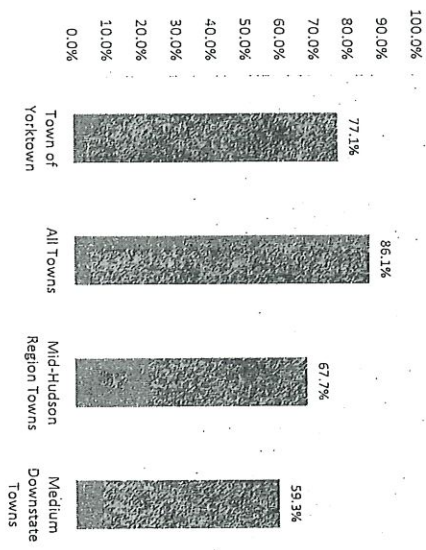 100.0%
90.0%
80.0%
70.0%
60.0%
50.0%
40.0%
30.0%
20.0%
10.0%
0.0%
77.1%
86.1%
67.7%
59.3%
Town of
Yorktown
All Towns
Mid-Hudson
Region Towns
Medium
Downstate
Towns